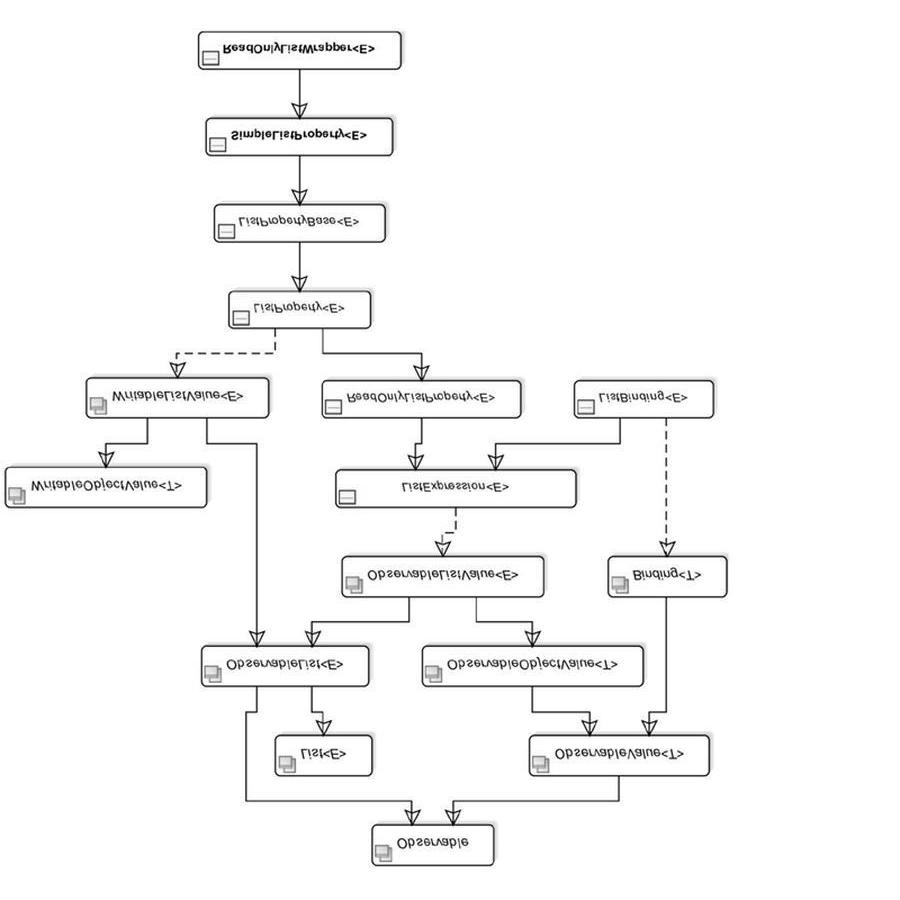 ReadOnlyListWrapper<E>
SimpleListProperty<E>
ListPropertyBase<E>
ListProperty<E>
WritableListValue<E>
ReadOnlyListProperty<E>
ListBinding<E>
WritableObjectValue<T>
ListExpression<E>
ObservableListValue<E>
Binding<T>
ObservableList<E>
ObservableObjectValue<T>
List<E>
ObservableValue<T>
Observable